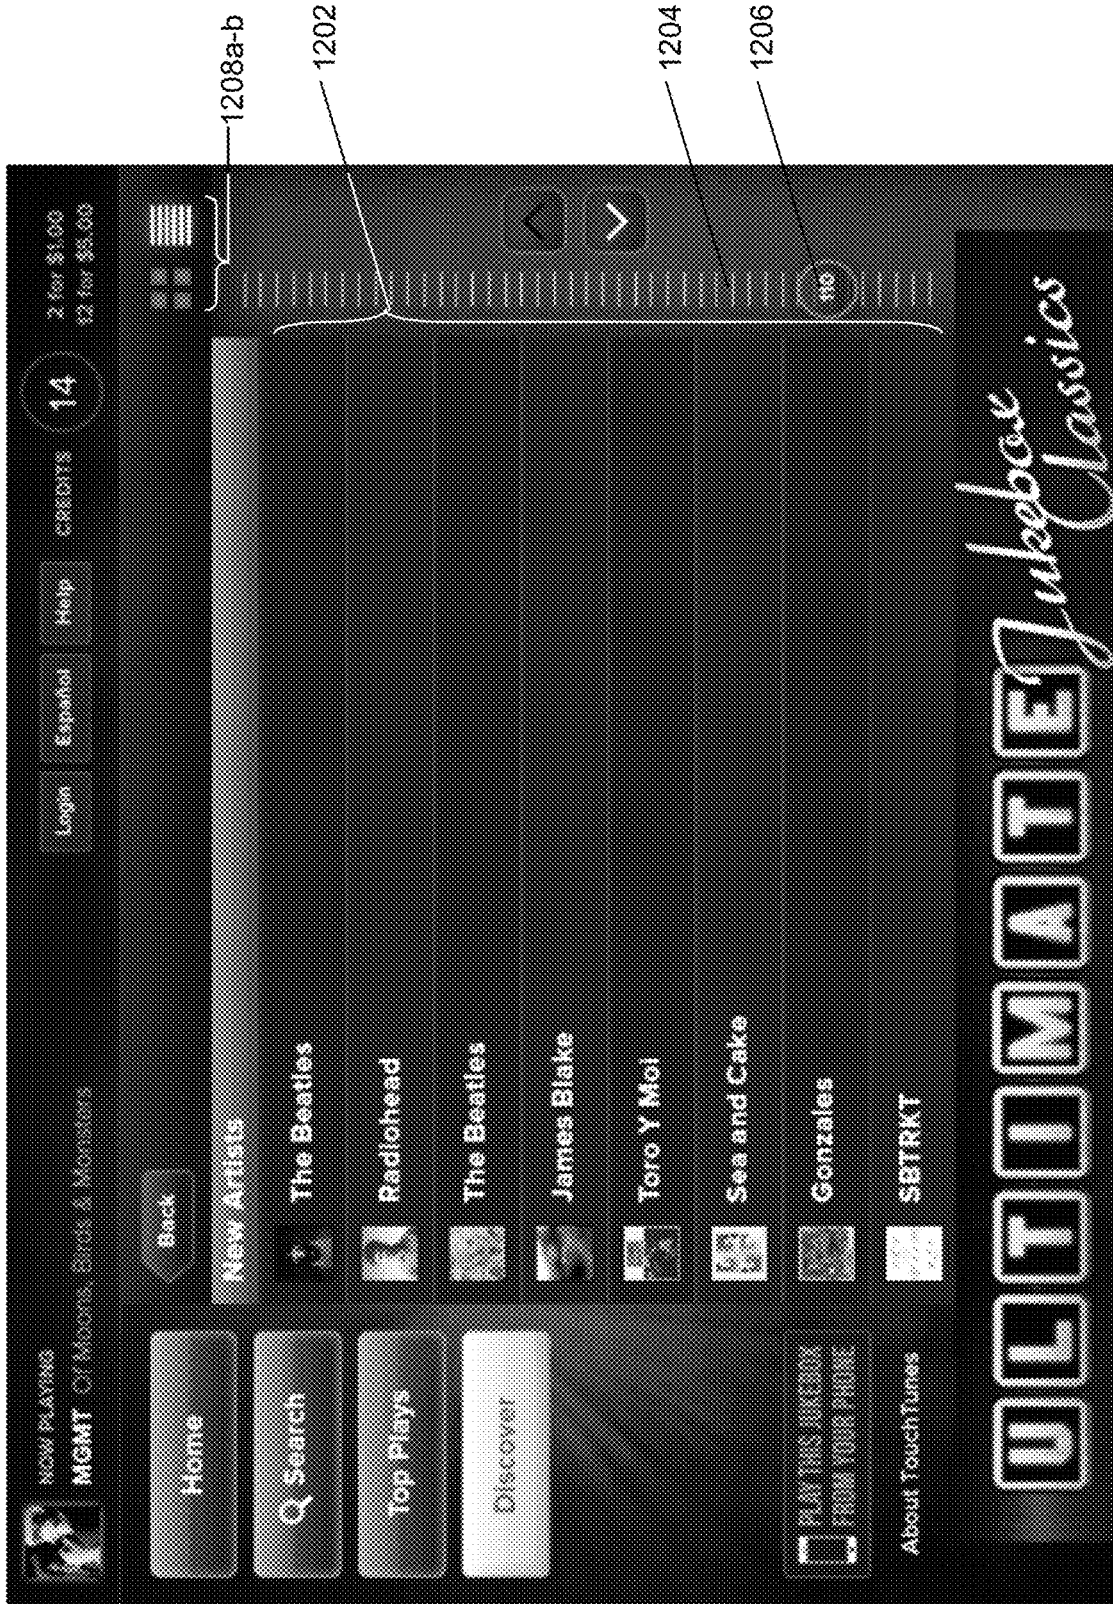 NOW PLAYING
MGMT Of Moons, Birds & Monsters
Login
Español
Help
CREDITS
14
2 for $1.00
12 for $5.00
Home
Search
Top Plays
Discover
PLAY THIS JUKEBOX
FROM YOUR PHONE
About TouchTunes
Back
New Artists
The Beatles
Radiohead
The Beatles
James Blake
Toro Y Moi
Sea and Cake
Gonzales
SBTRKT
110
1208a-b
1202
1204
1206
ULTIMATE Jukebox
Classics